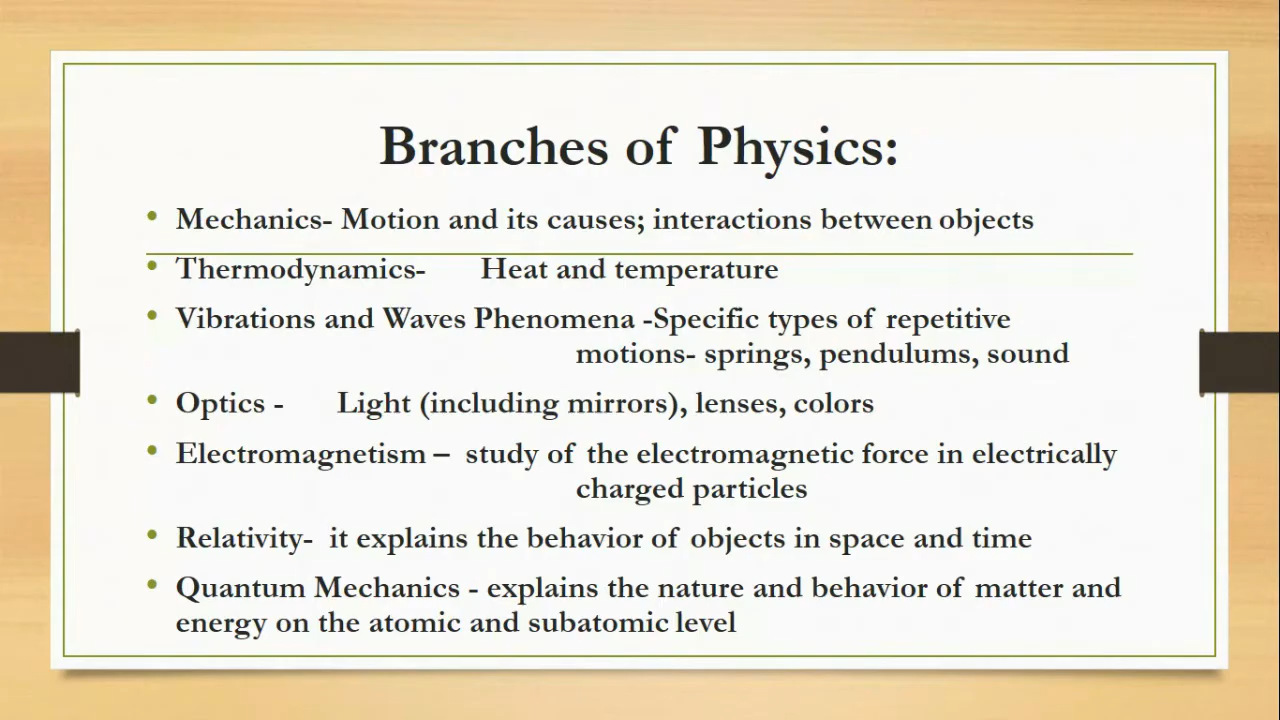 Branches of Physics:
• Mechanics- Motion and its causes; interactions between objects
• Thermodynamics- Heat and temperature
• Vibrations and Waves Phenomena -Specific types of repetitive
motions- springs, pendulums, sound
• Optics - Light (including mirrors), lenses, colors
• Electromagnetism – study of the electromagnetic force in electrically
charged particles
• Relativity- it explains the behavior of objects in space and time
• Quantum Mechanics - explains the nature and behavior of matter and
energy on the atomic and subatomic level